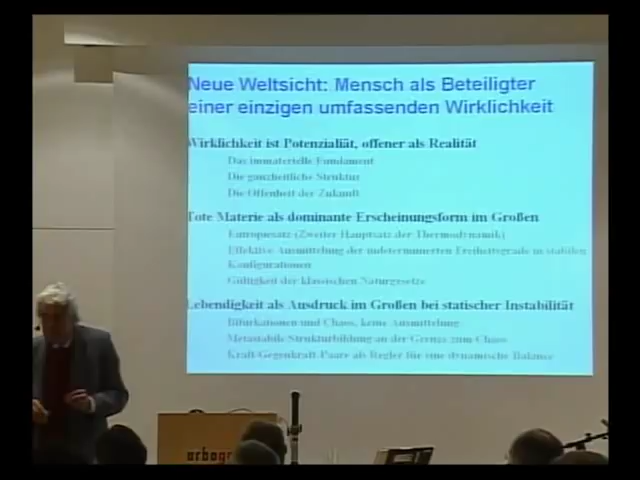 Neue Weltsicht: Mensch als Beteiligter
einer einzigen umfassenden Wirklichkeit
Wirklichkeit ist Potenzialiät, offener als Realität
Das immaterielle Fundament
Die ganzheitliche Struktur
Die Offenheit der Zukunft
Tote Materie als dominante Erscheinungsform im Großen
Entropiesatz (Zweiter Hauptsatz der Thermodynamik)
Effektive Ausmittelung der indeterminierten Freiheitsgrade in stabilen
Konfigurationen
Gültigkeit der klassischen Naturgesetze
Lebendigkeit als Ausdruck im Großen bei statischer Instabilität
Bifurkationen und Chaos, keine Ausmittelung
Metastabile Strukturbildung an der Grenze zum Chaos
Kraft-Gegenkraft-Paare als Regler für eine dynamische Balance